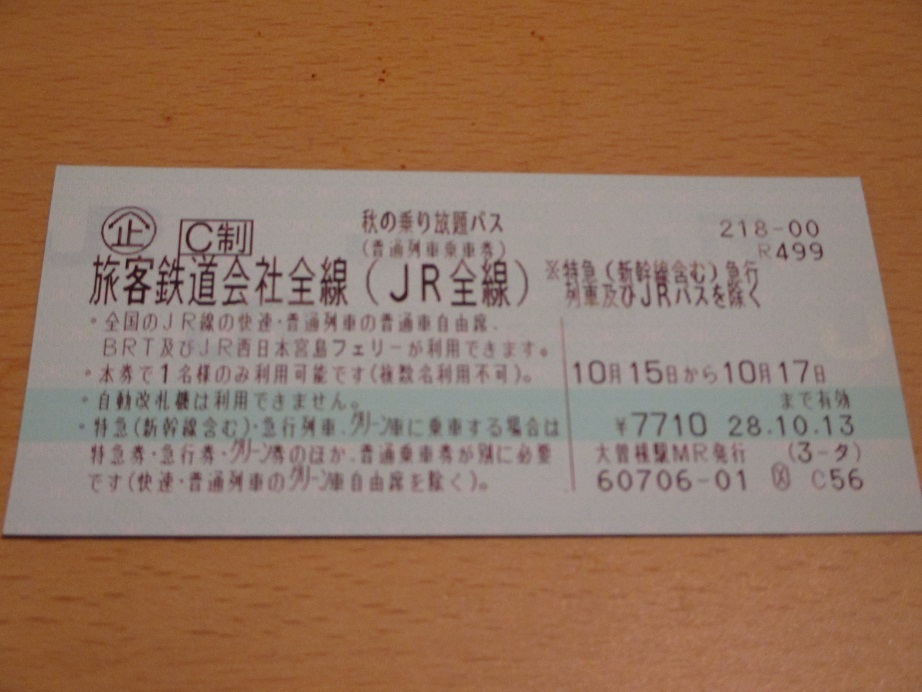 企 C制 秋の乗り放題パス 218-00
(普通列車乗車券) R499
旅客鉄道会社全線(JR全線) ※特急(新幹線含む)急行
列車及びJRバスを除く
・全国のJR線の快速・普通列車の普通車自由席、
BRT及びJR西日本宮島フェリーが利用できます。
・本券で1名様のみ利用可能です(複数名利用不可)。
10月15日から10月17日
・自動改札機は利用できません。
まで有効
・特急(新幹線含む)・急行列車、グリーン車に乗車する場合は
¥7710 28.10.13
特急券・急行券・グリーン券のほか、普通乗車券が別に必要
大曽根駅MR発行 (3-タ)
です(快速・普通列車のグリーン車自由席を除く)。
60706-01 C56